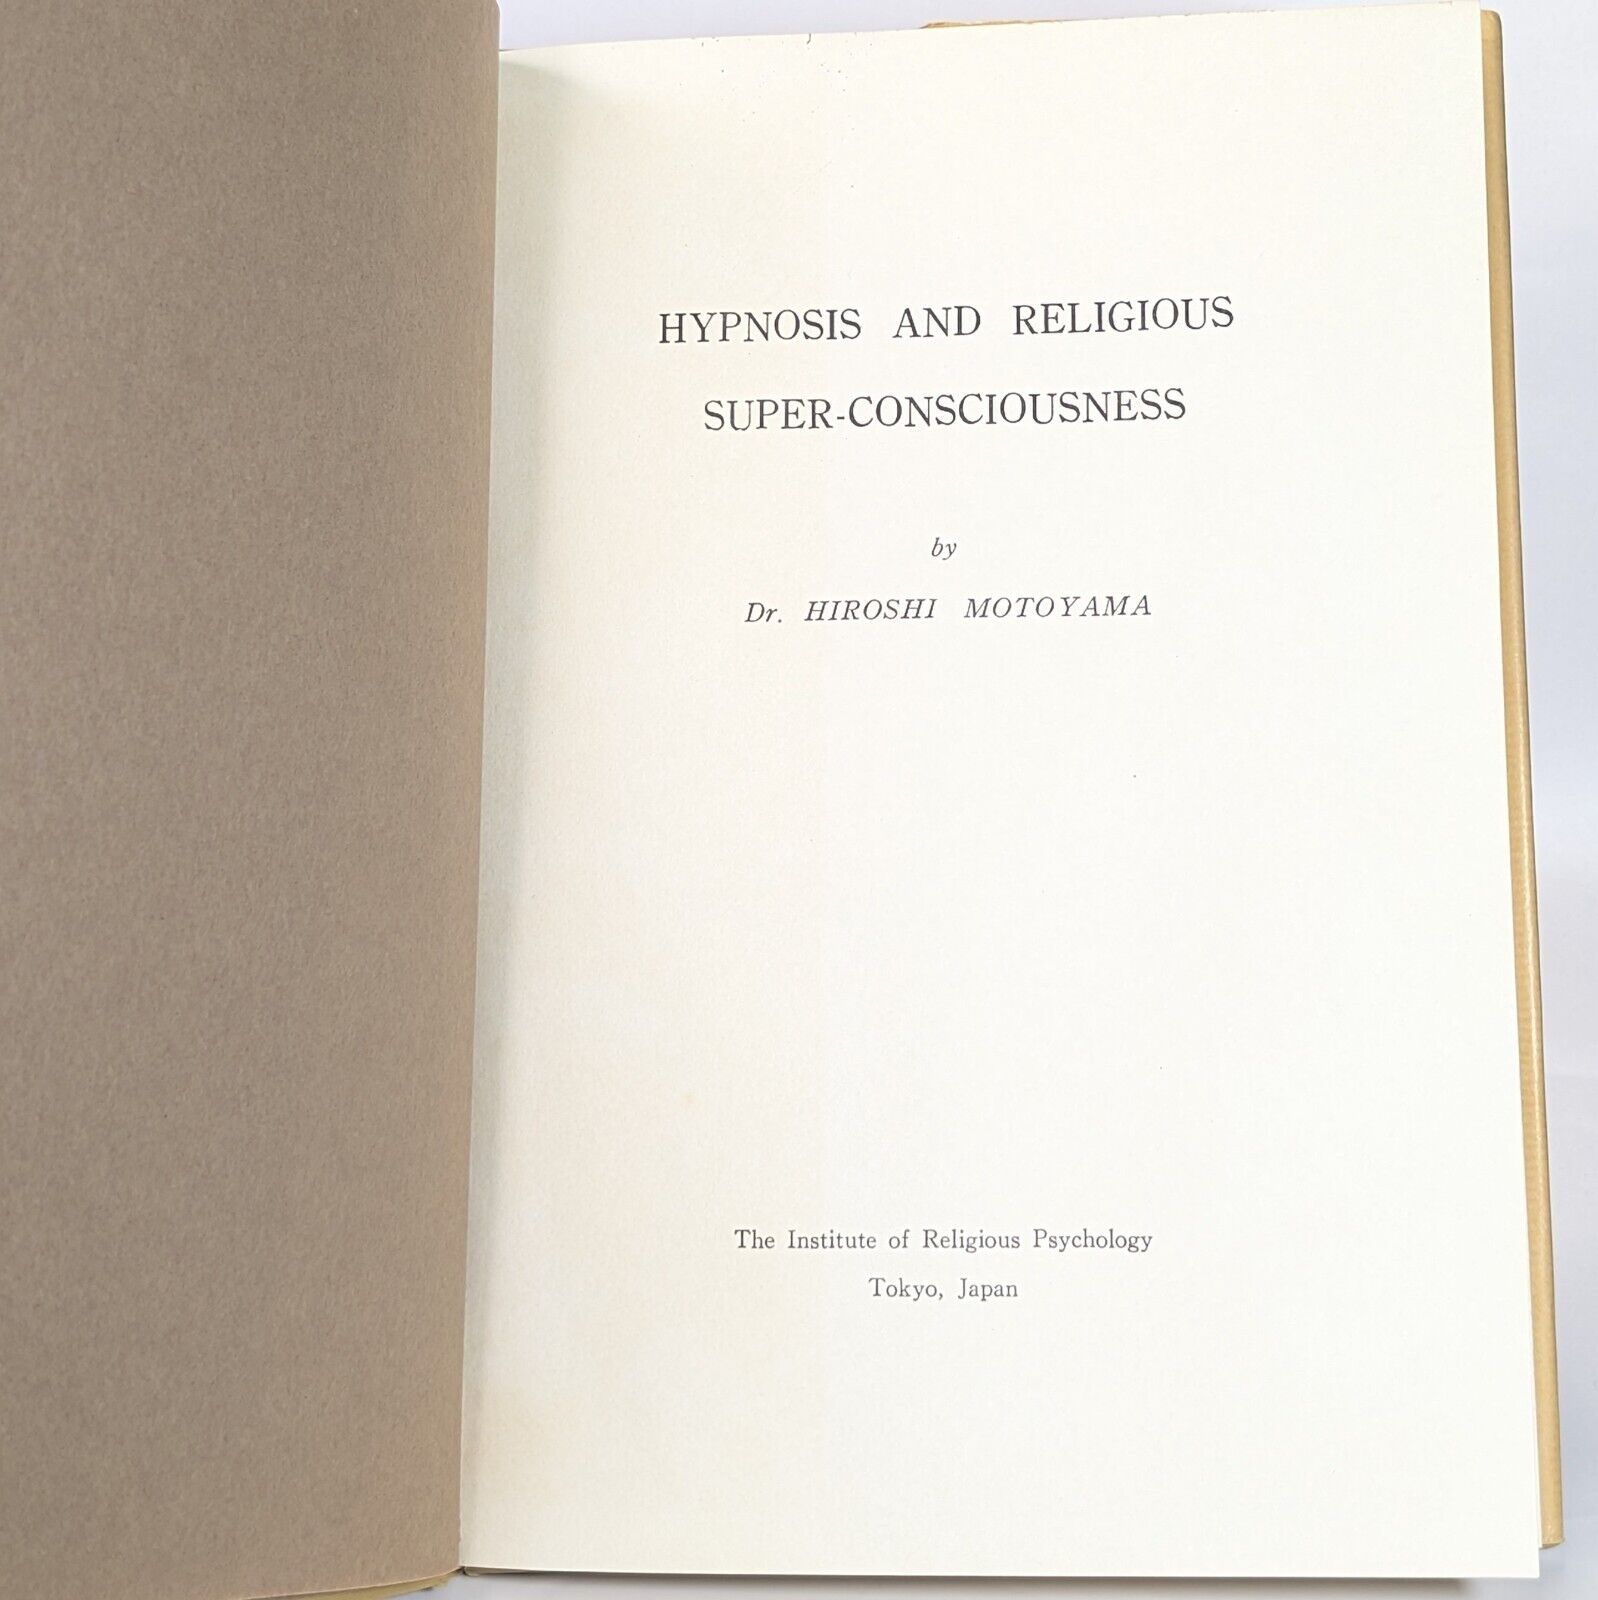 HYPNOSIS AND RELIGIOUS
SUPER-CONSCIOUSNESS
by
Dr. HIROSHI MOTOYAMA
The Institute of Religious Psychology
Tokyo, Japan